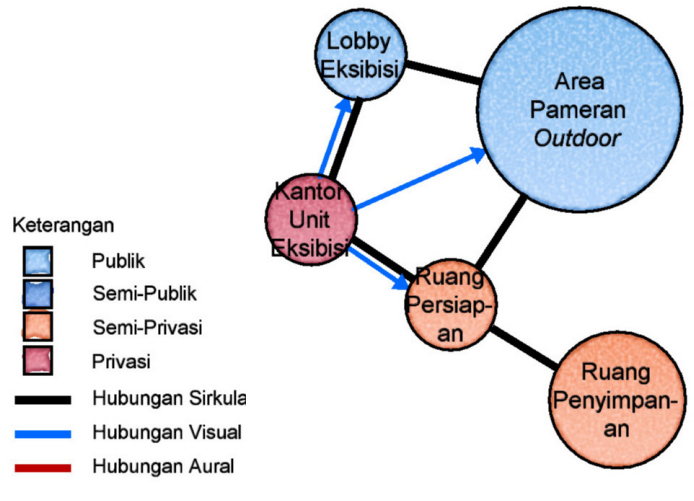 Lobby
Eksibisi
Area
Pameran
Outdoor
Kantor
Unit
Eksibisi
Ruang
Persiap-
an
Ruang
Penyimpan-
an
Keterangan
Publik
Semi-Publik
Semi-Privasi
Privasi
Hubungan Sirkula
Hubungan Visual
Hubungan Aural